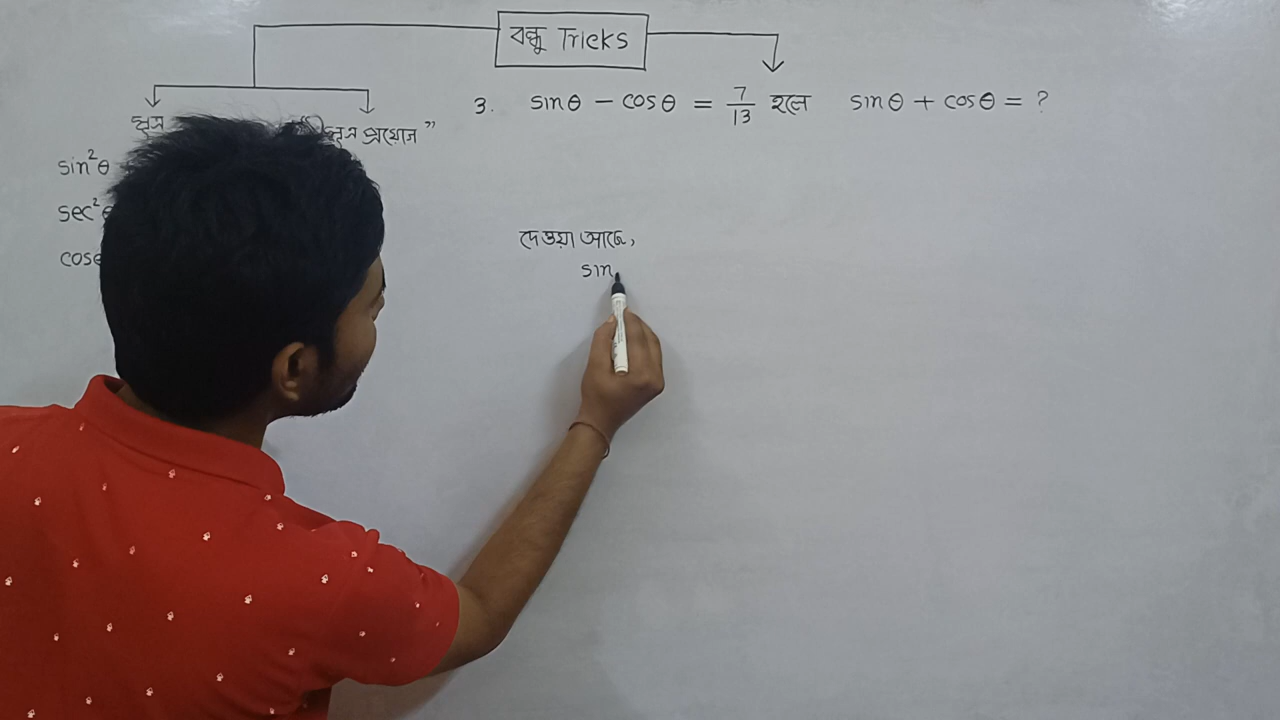 বন্ধু Tricks
3. sinθ − cosθ = 7/13 হলে sinθ + cosθ = ?
সূত্র
সূত্র প্রয়োগ”
sin²θ
sec²θ
দেওয়া আছে,
cose
sin